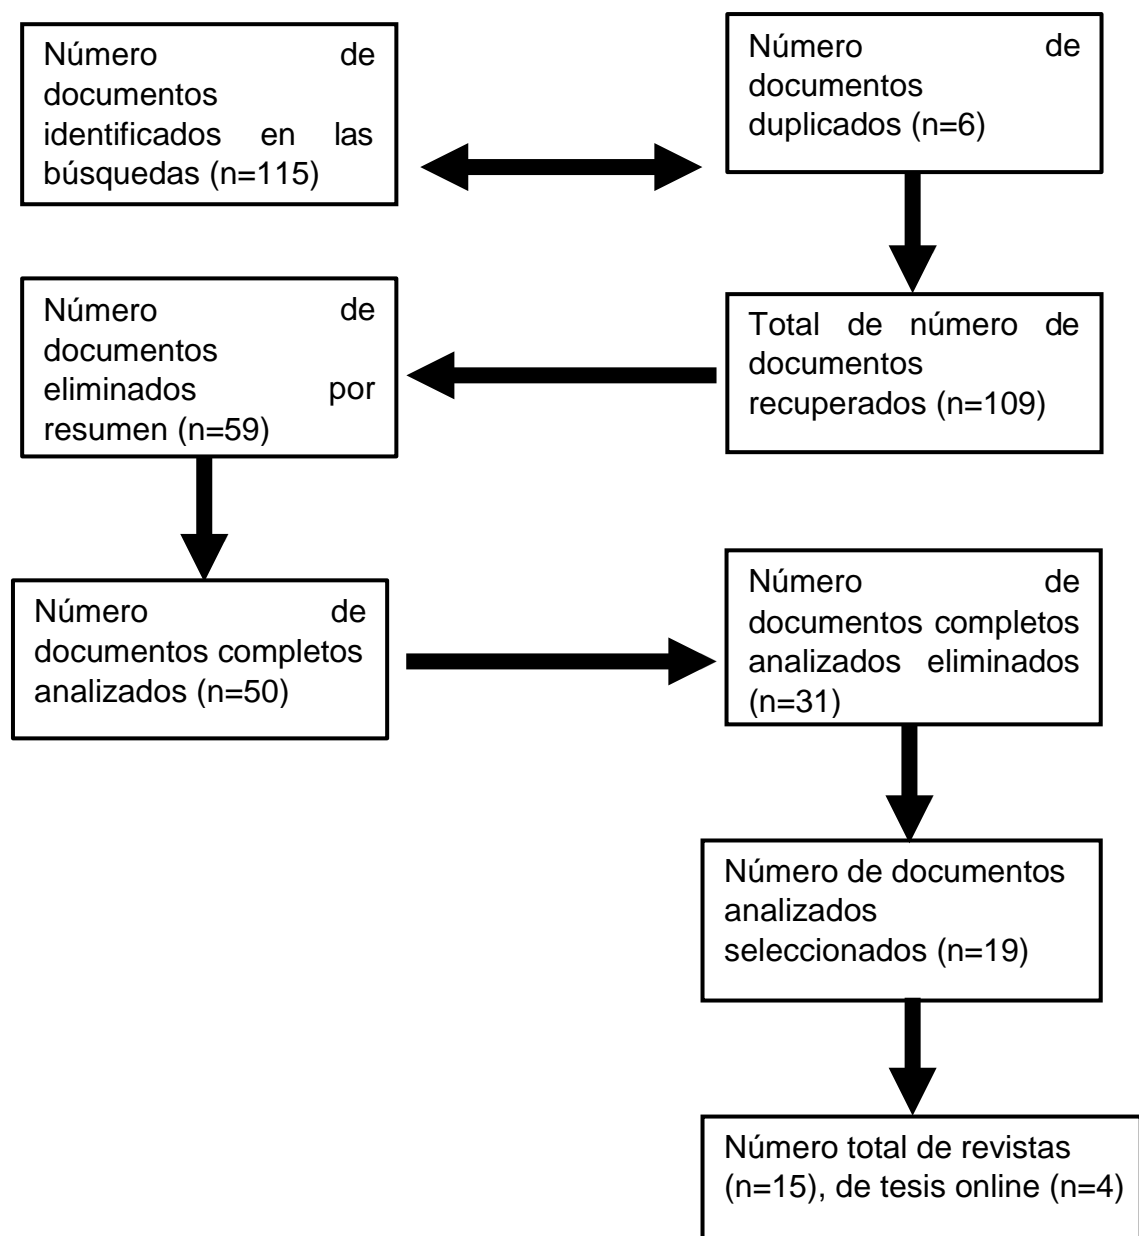 Número de
documentos
identificados en las
búsquedas (n=115)
Número de
documentos
duplicados (n=6)
Total de número de
documentos
recuperados (n=109)
Número de
documentos
eliminados por
resumen (n=59)
Número de
documentos completos
analizados (n=50)
Número de
documentos completos
analizados eliminados
(n=31)
Número de documentos
analizados
seleccionados (n=19)
Número total de revistas
(n=15), de tesis online (n=4)